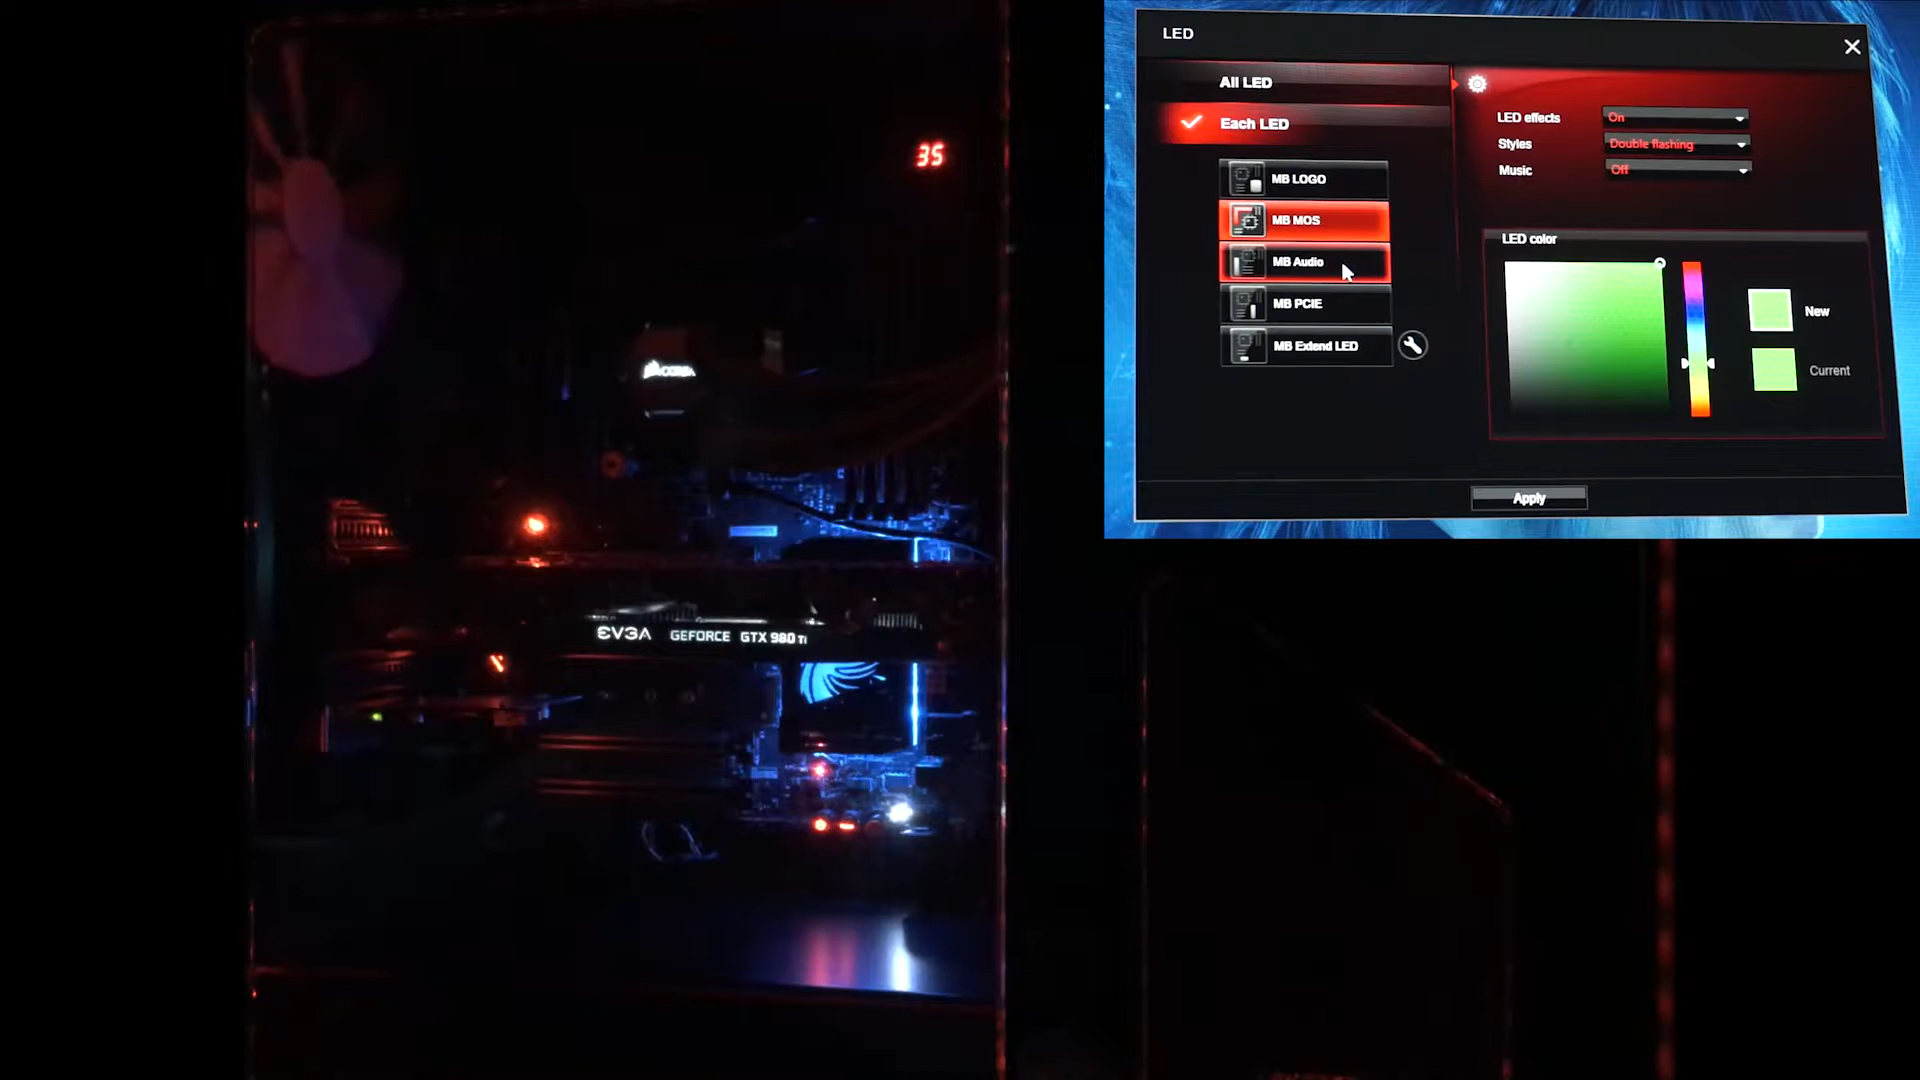 35
EVGA GEFORCE GTX 980 Ti
LED
All LED
Each LED
MB LOGO
MB MOS
MB Audio
MB PCIE
MB Extend LED
LED effects On
Styles Double flashing
Music Off
LED color
New
Current
Apply